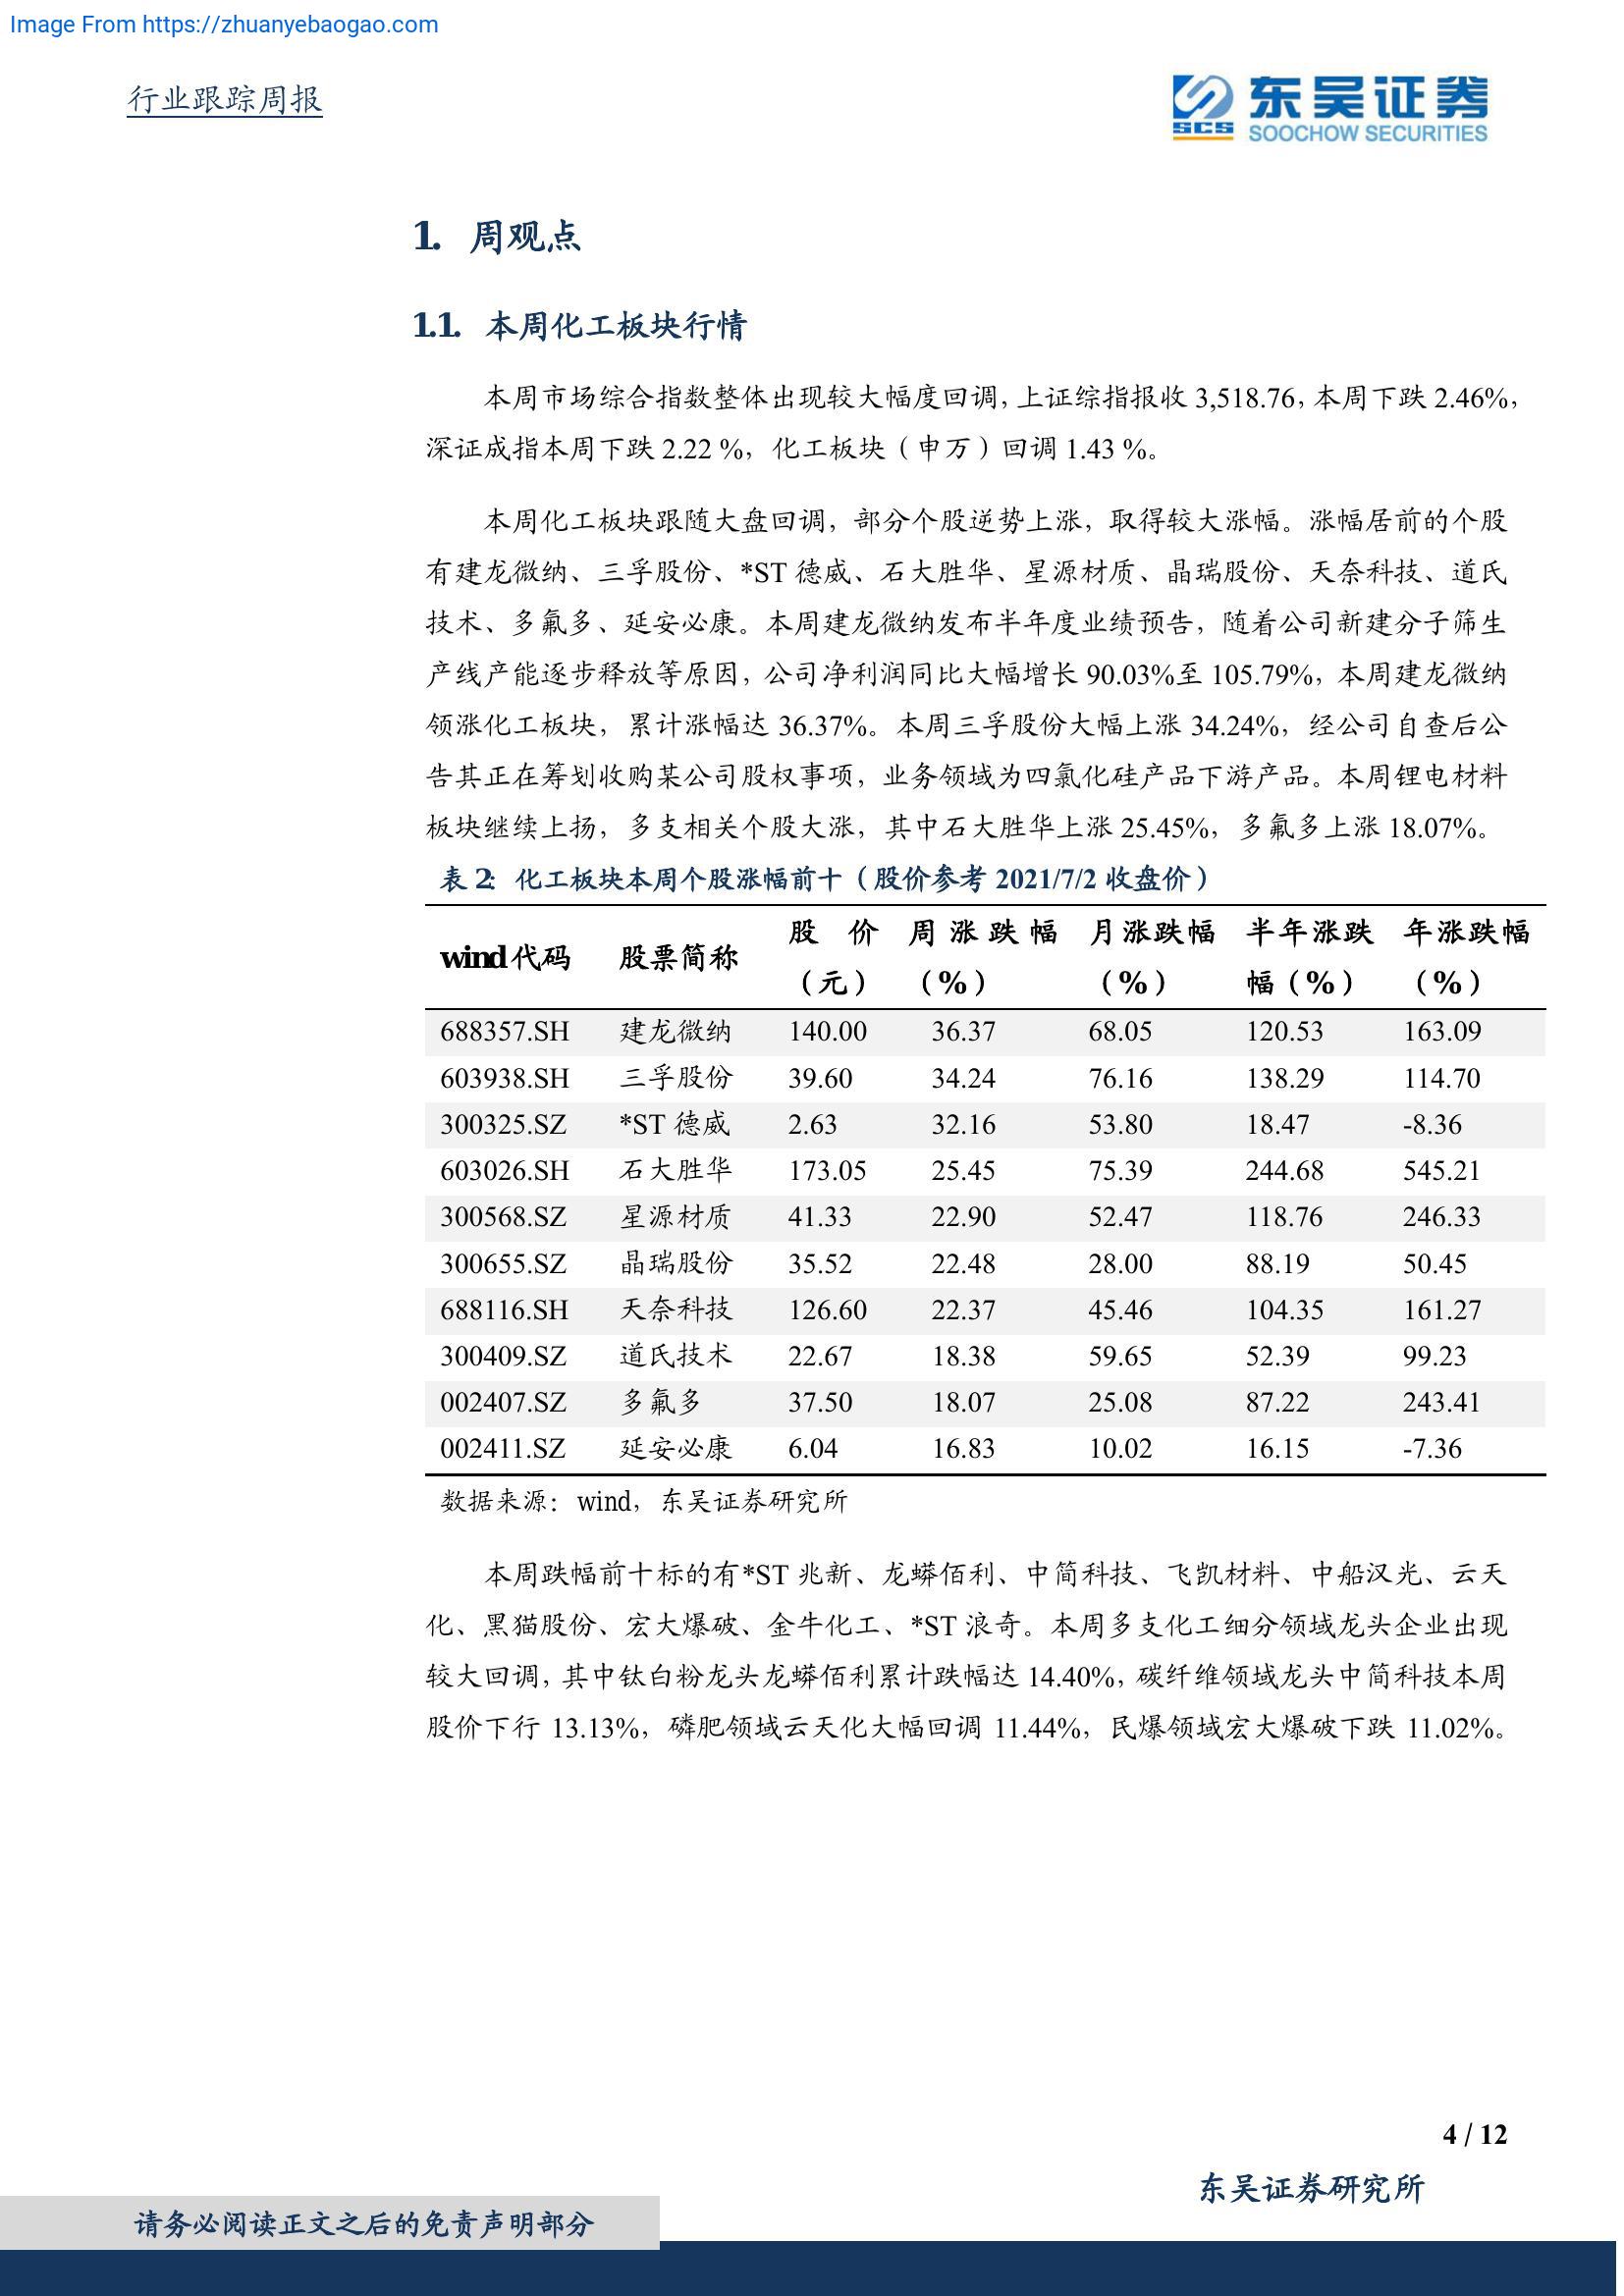 Image From https://zhuanyebaogao.com
行业跟踪周报
东吴证券
SCS SOOCHOW SECURITIES
1. 周观点
1.1. 本周化工板块行情
本周市场综合指数整体出现较大幅度回调，上证综指报收 3,518.76，本周下跌 2.46%，
深证成指本周下跌 2.22 %，化工板块（申万）回调 1.43 %。
本周化工板块跟随大盘回调，部分个股逆势上涨，取得较大涨幅。涨幅居前的个股
有建龙微纳、三孚股份、*ST 德威、石大胜华、星源材质、晶瑞股份、天奈科技、道氏
技术、多氟多、延安必康。本周建龙微纳发布半年度业绩预告，随着公司新建分子筛生
产线产能逐步释放等原因，公司净利润同比大幅增长 90.03%至 105.79%，本周建龙微纳
领涨化工板块，累计涨幅达 36.37%。本周三孚股份大幅上涨 34.24%，经公司自查后公
告其正在筹划收购某公司股权事项，业务领域为四氯化硅产品下游产品。本周锂电材料
板块继续上扬，多支相关个股大涨，其中石大胜华上涨 25.45%，多氟多上涨 18.07%。
表 2：化工板块本周个股涨幅前十（股价参考 2021/7/2 收盘价）
wind 代码 股票简称 股价（元） 周涨跌幅（%） 月涨跌幅（%） 半年涨跌幅（%） 年涨跌幅（%）
688357.SH 建龙微纳 140.00 36.37 68.05 120.53 163.09
603938.SH 三孚股份 39.60 34.24 76.16 138.29 114.70
300325.SZ *ST 德威 2.63 32.16 53.80 18.47 -8.36
603026.SH 石大胜华 173.05 25.45 75.39 244.68 545.21
300568.SZ 星源材质 41.33 22.90 52.47 118.76 246.33
300655.SZ 晶瑞股份 35.52 22.48 28.00 88.19 50.45
688116.SH 天奈科技 126.60 22.37 45.46 104.35 161.27
300409.SZ 道氏技术 22.67 18.38 59.65 52.39 99.23
002407.SZ 多氟多 37.50 18.07 25.08 87.22 243.41
002411.SZ 延安必康 6.04 16.83 10.02 16.15 -7.36
数据来源：wind，东吴证券研究所
本周跌幅前十标的有*ST 兆新、龙蟒佰利、中简科技、飞凯材料、中船汉光、云天
化、黑猫股份、宏大爆破、金牛化工、*ST 浪奇。本周多支化工细分领域龙头企业出现
较大回调，其中钛白粉龙头龙蟒佰利累计跌幅达 14.40%，碳纤维领域龙头中简科技本周
股价下行 13.13%，磷肥领域云天化大幅回调 11.44%，民爆领域宏大爆破下跌 11.02%。
4 / 12
东吴证券研究所
请务必阅读正文之后的免责声明部分